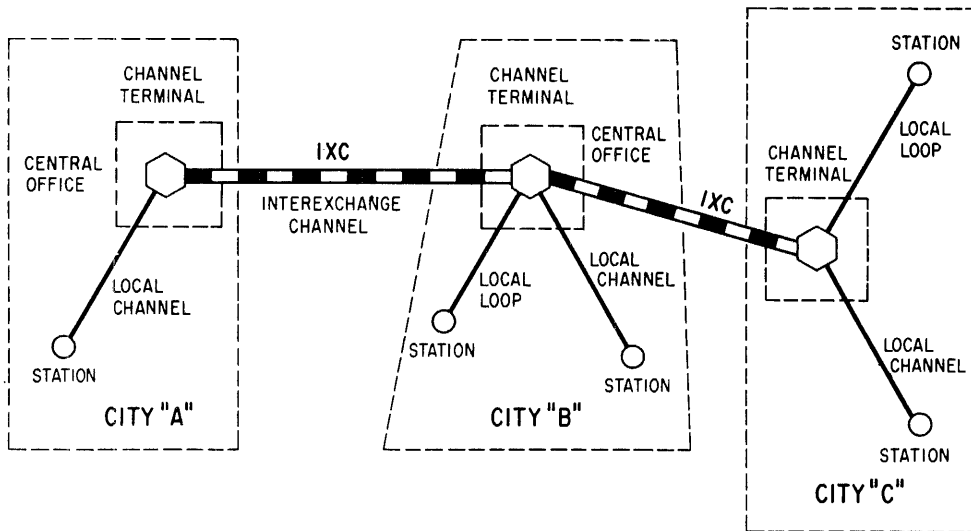 CHANNEL
TERMINAL
CENTRAL
OFFICE
LOCAL
CHANNEL
STATION
CITY "A"
IXC
INTEREXCHANGE
CHANNEL
CHANNEL
TERMINAL
CENTRAL
OFFICE
LOCAL
LOOP
LOCAL
CHANNEL
STATION
STATION
CITY "B"
IXC
STATION
LOCAL
LOOP
CHANNEL
TERMINAL
LOCAL
CHANNEL
STATION
CITY "C"